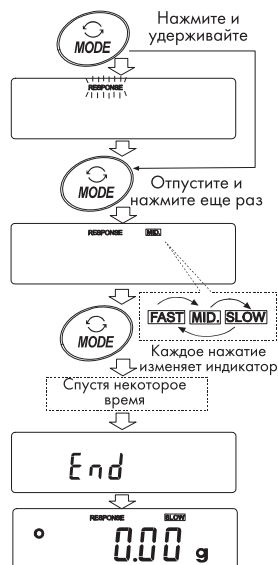 Нажмите и
удерживайте
MODE
RESPONSE
MODE
Отпустите и
нажмите еще раз
RESPONSE MID.
FAST MID. SLOW
MODE
Каждое нажатие
изменяет индикатор
Спустя некоторое
время
End
RESPONSE SLOW
o 0.00 g